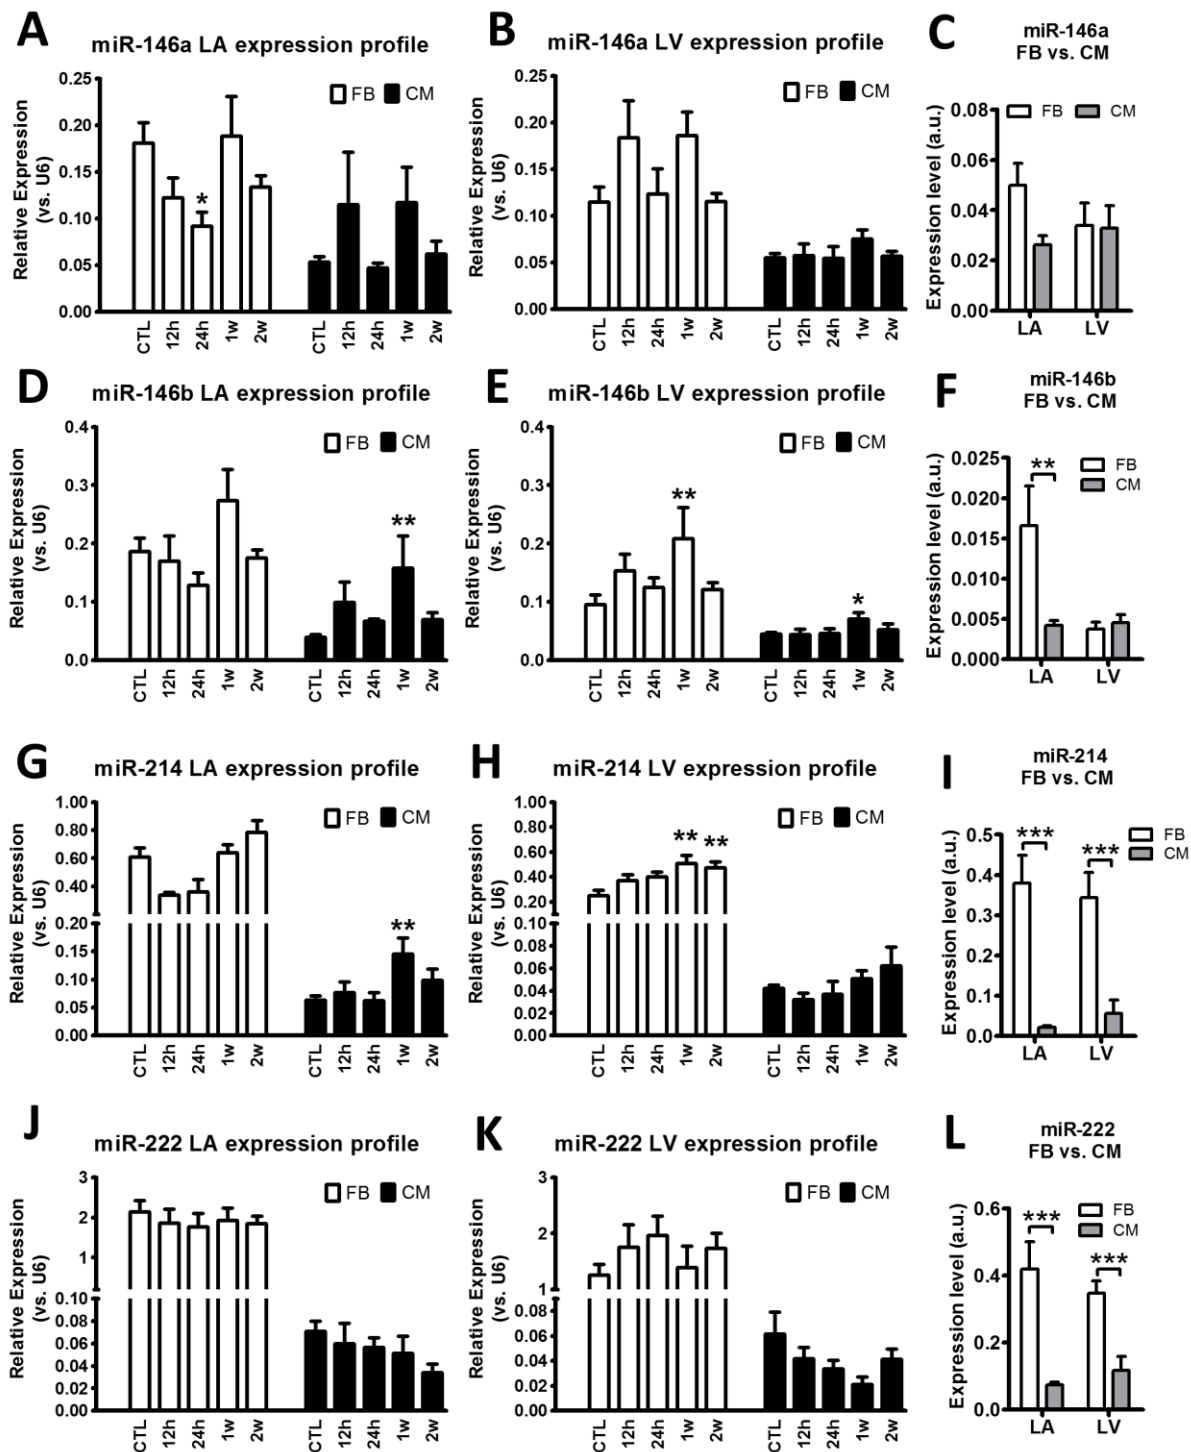 A
miR-146a LA expression profile
Relative Expression
(vs. U6)
0.25
0.20
0.15
0.10
0.05
0.00
FB CM
*
CTL 12h 24h 1w 2w CTL 12h 24h 1w 2w
B
miR-146a LV expression profile
Relative Expression
(vs. U6)
0.25
0.20
0.15
0.10
0.05
0.00
FB CM
CTL 12h 24h 1w 2w CTL 12h 24h 1w 2w
C
miR-146a
FB vs. CM
Expression level (a.u.)
0.08
0.06
0.04
0.02
0.00
FB CM
LA LV
D
miR-146b LA expression profile
Relative Expression
(vs. U6)
0.4
0.3
0.2
0.1
0.0
FB CM
**
CTL 12h 24h 1w 2w CTL 12h 24h 1w 2w
E
miR-146b LV expression profile
Relative Expression
(vs. U6)
0.4
0.3
0.2
0.1
0.0
FB CM
**
*
CTL 12h 24h 1w 2w CTL 12h 24h 1w 2w
F
miR-146b
FB vs. CM
Expression level (a.u.)
0.025
0.020
0.015
0.010
0.005
0.000
FB
CM
**
LA LV
G
miR-214 LA expression profile
Relative Expression
(vs. U6)
1.00
0.80
0.60
0.40
0.20
0.15
0.10
0.05
0.00
FB CM
**
CTL 12h 24h 1w 2w CTL 12h 24h 1w 2w
H
miR-214 LV expression profile
Relative Expression
(vs. U6)
1.00
0.80
0.60
0.40
0.20
0.10
0.08
0.06
0.04
0.02
0.00
FB CM
** **
CTL 12h 24h 1w 2w CTL 12h 24h 1w 2w
I
miR-214
FB vs. CM
Expression level (a.u.)
0.5
0.4
0.3
0.2
0.1
0.0
FB
CM
*** ***
LA LV
J
miR-222 LA expression profile
Relative Expression
(vs. U6)
3
2
1
0.10
0.08
0.06
0.04
0.02
0.00
FB CM
CTL 12h 24h 1w 2w CTL 12h 24h 1w 2w
K
miR-222 LV expression profile
Relative Expression
(vs. U6)
3
2
1
0.10
0.08
0.06
0.04
0.02
0.00
FB CM
CTL 12h 24h 1w 2w CTL 12h 24h 1w 2w
L
miR-222
FB vs. CM
Expression level (a.u.)
0.6
0.4
0.2
0.0
FB
CM
*** ***
LA LV